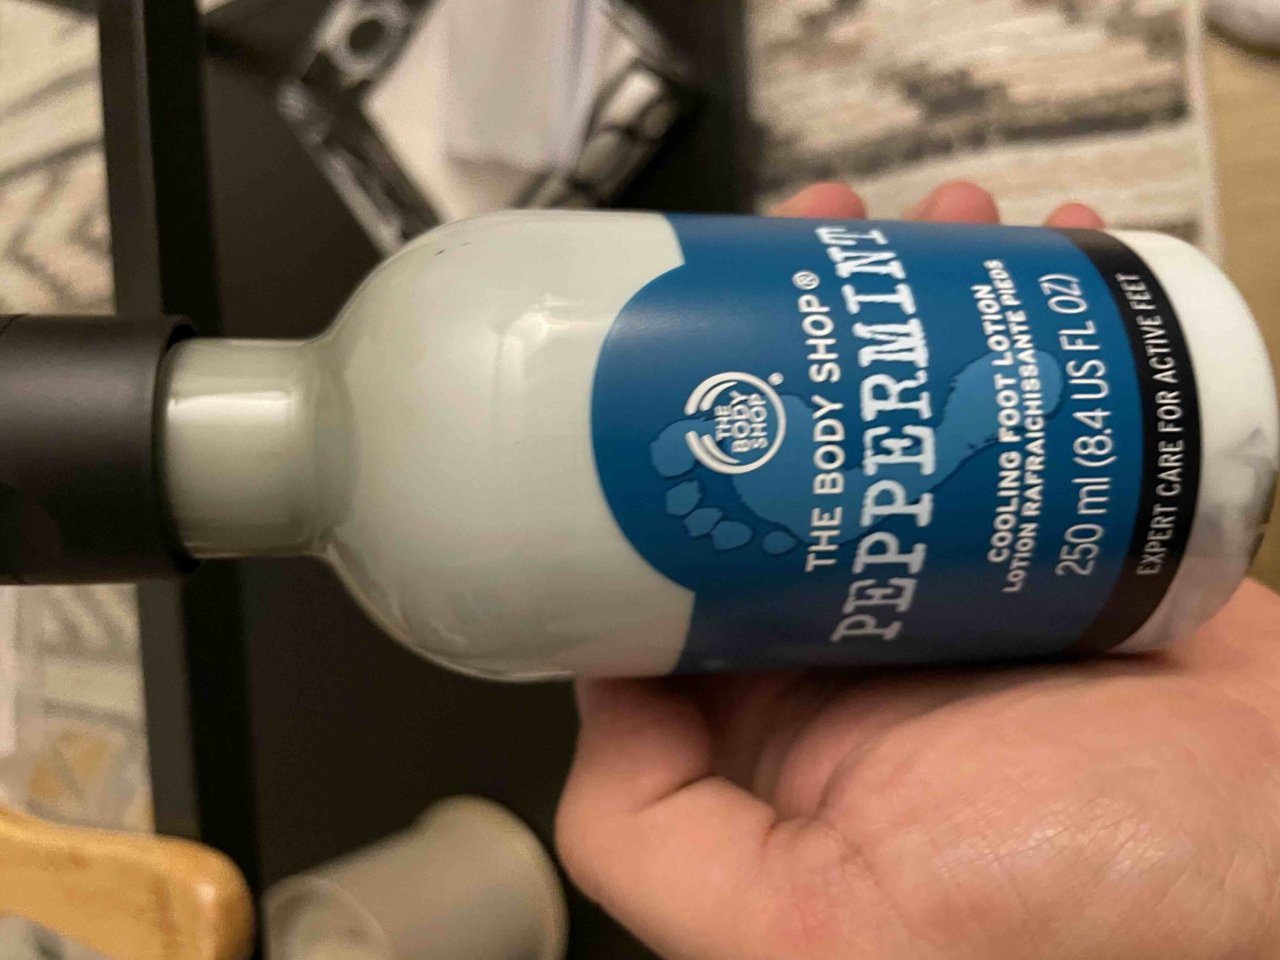 THE
BODY
SHOP®
THE BODY SHOP®
PEPPERMINT
COOLING FOOT LOTION
LOTION RAFRAICHISSANTE PIEDS
250 ml (8.4 US FL OZ)
EXPERT CARE FOR ACTIVE FEET